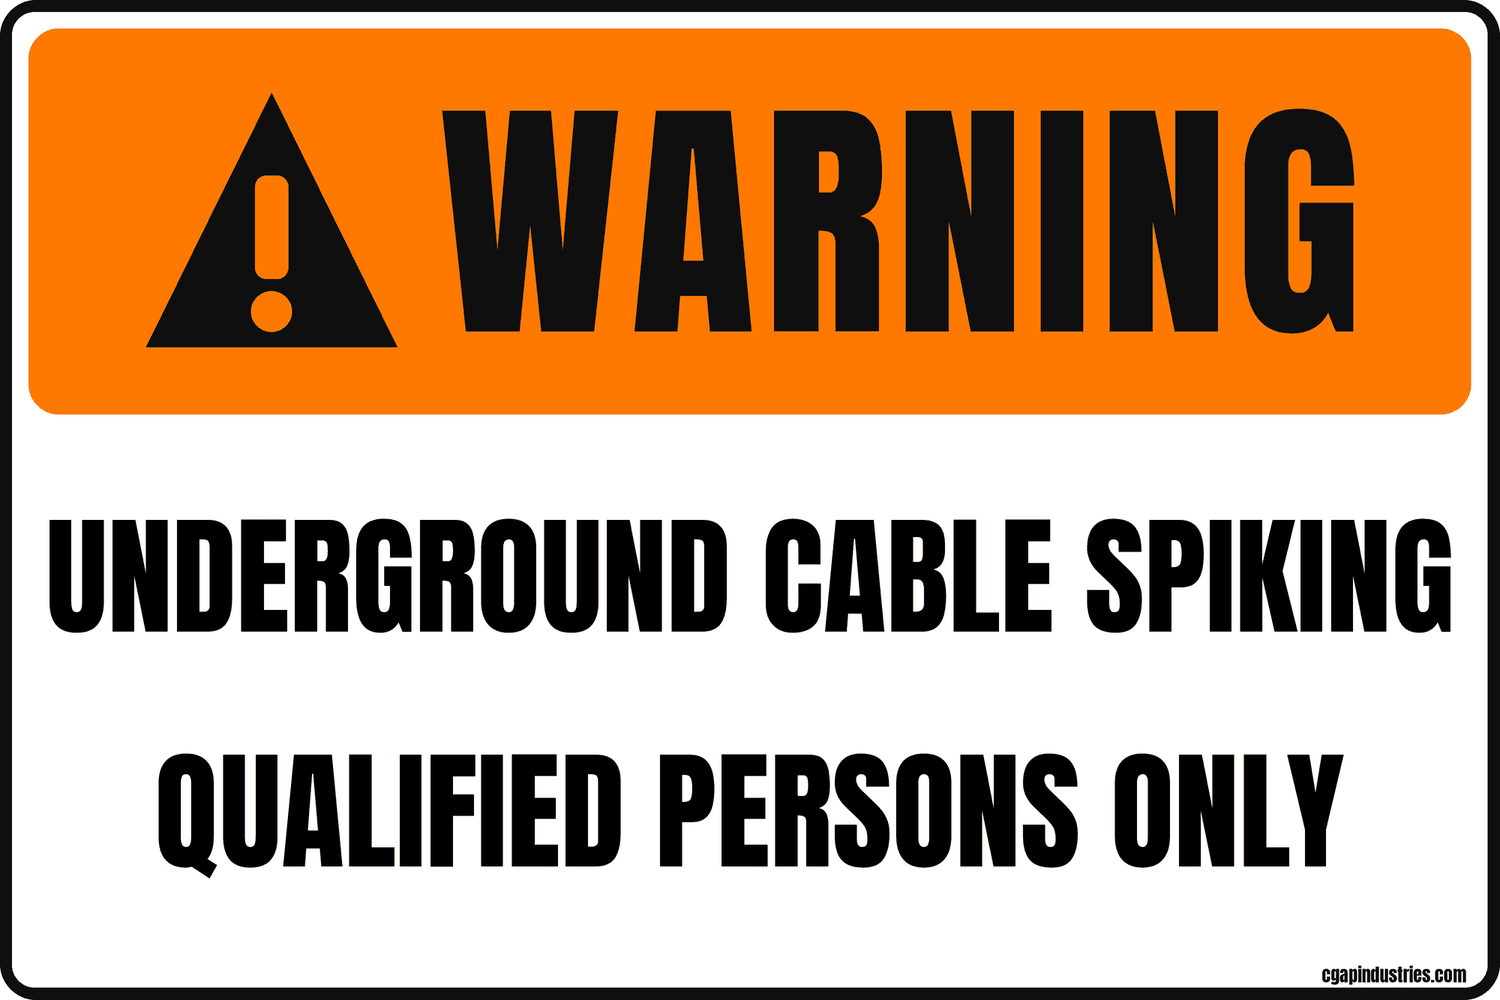 WARNING
UNDERGROUND CABLE SPIKING
QUALIFIED PERSONS ONLY
cgapindustries.com